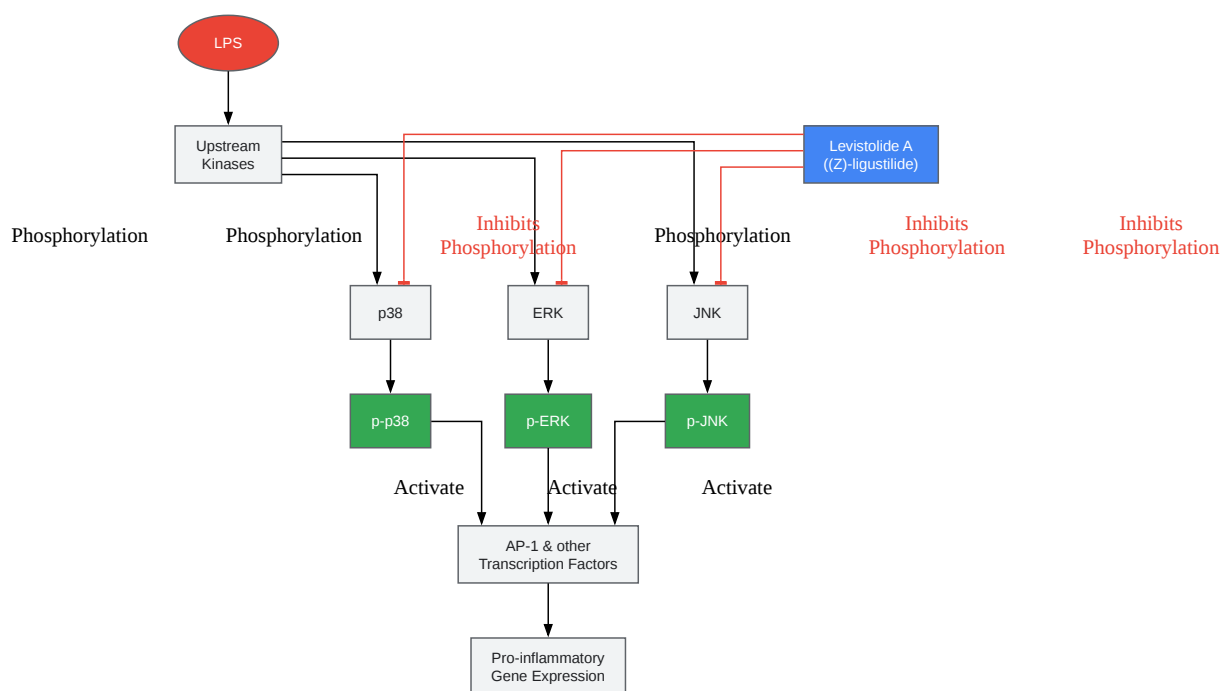 LPS
Upstream
Kinases
Levistolide A
((Z)-ligustilide)
Phosphorylation
Phosphorylation
Inhibits
Phosphorylation
Phosphorylation
Inhibits
Phosphorylation
Inhibits
Phosphorylation
p38
ERK
JNK
p-p38
p-ERK
p-JNK
Activate
Activate
Activate
AP-1 & other
Transcription Factors
Pro-inflammatory
Gene Expression